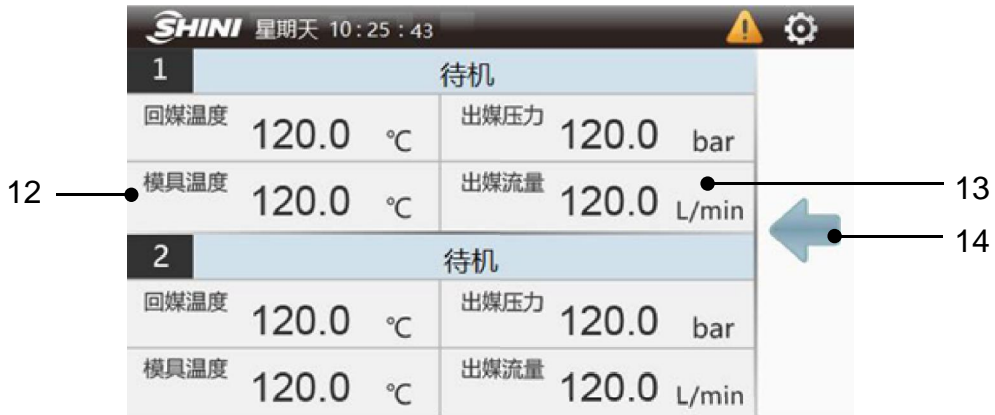 SHINI 星期天 10:25:43
1 待机
回媒温度 120.0 ℃ 出媒压力 120.0 bar
12 模具温度 120.0 ℃ 出媒流量 120.0 L/min 13
14
2 待机
回媒温度 120.0 ℃ 出媒压力 120.0 bar
模具温度 120.0 ℃ 出媒流量 120.0 L/min